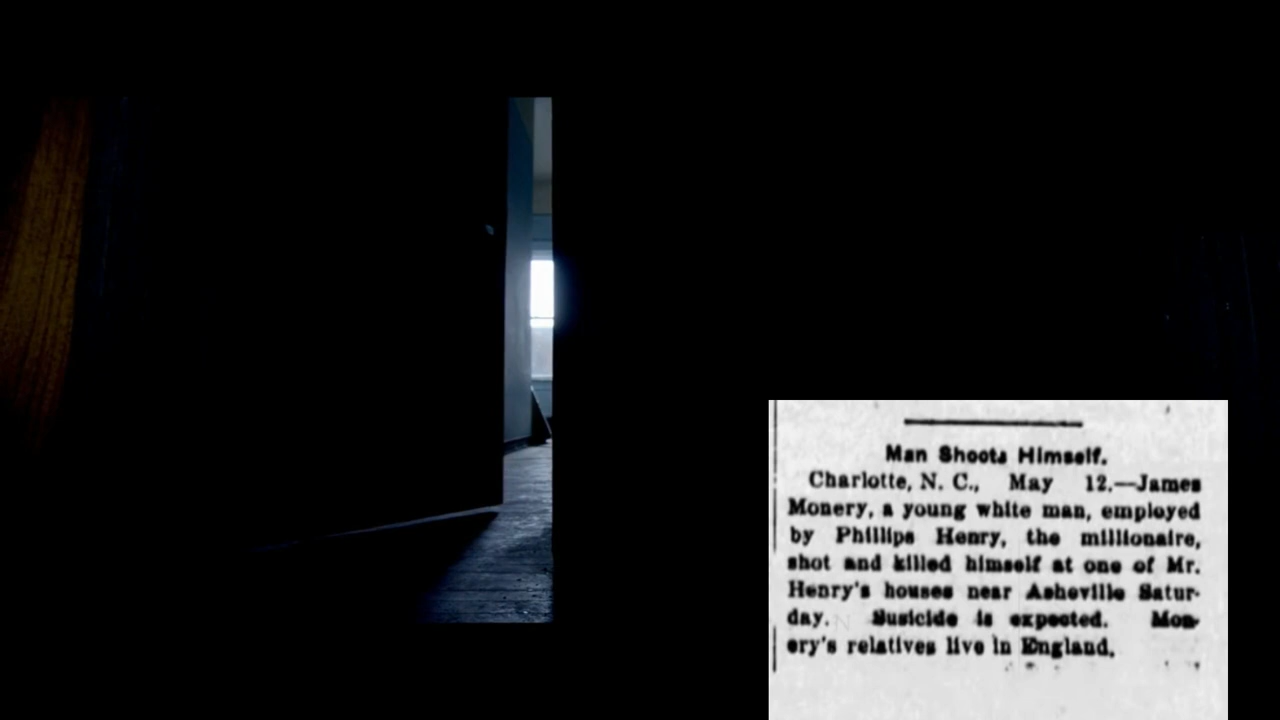 Man Shoots Himself.
Charlotte, N. C., May 12.—James
Monery, a young white man, employed
by Phillips Henry, the millionaire,
shot and killed himself at one of Mr.
Henry's houses near Asheville Satur-
day. Susicide is expected. Mon-
ery's relatives live in England.